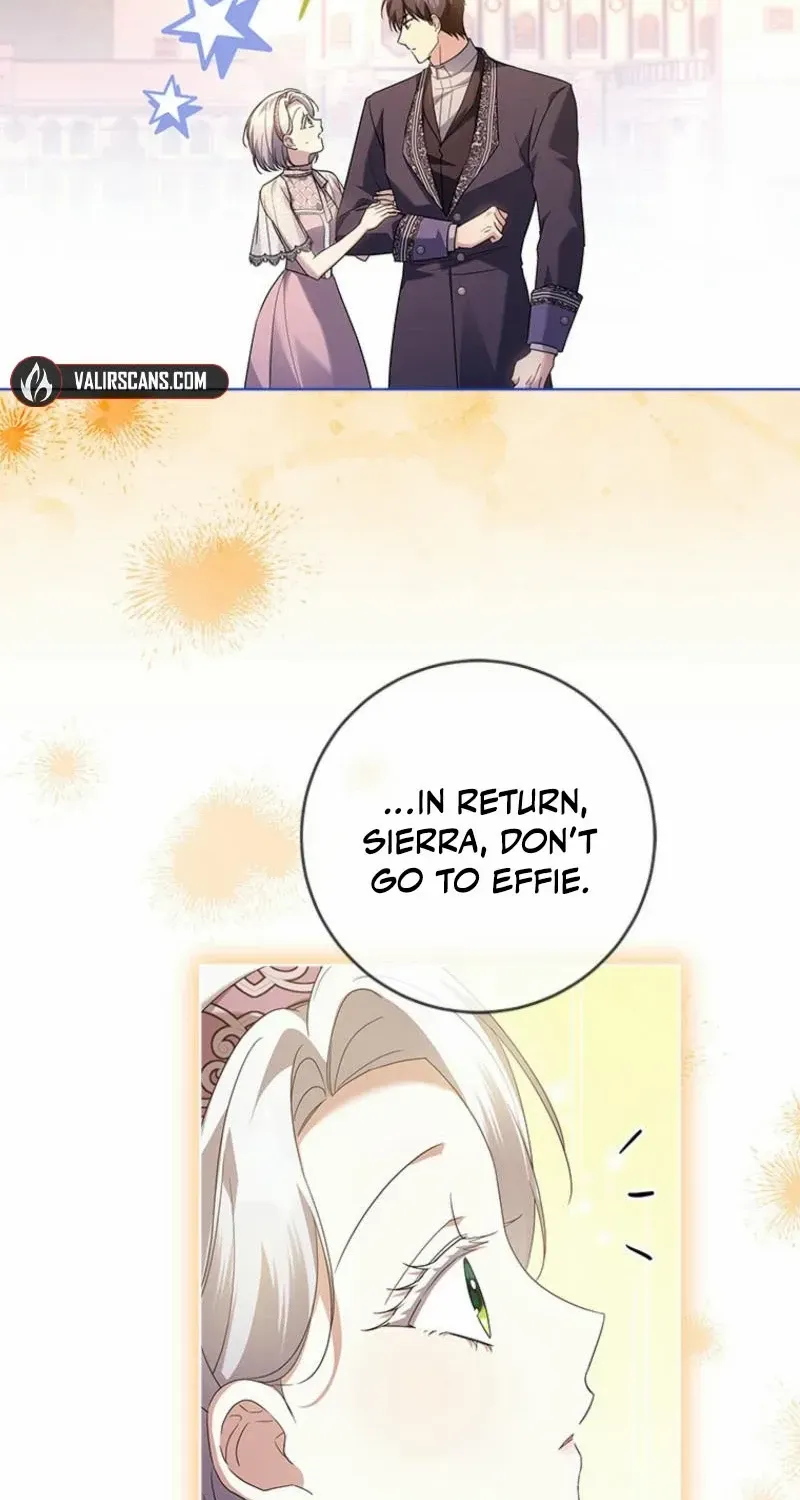 VALIRSCANS.COM
...IN RETURN,
SIERRA, DON'T
GO TO EFFIE.